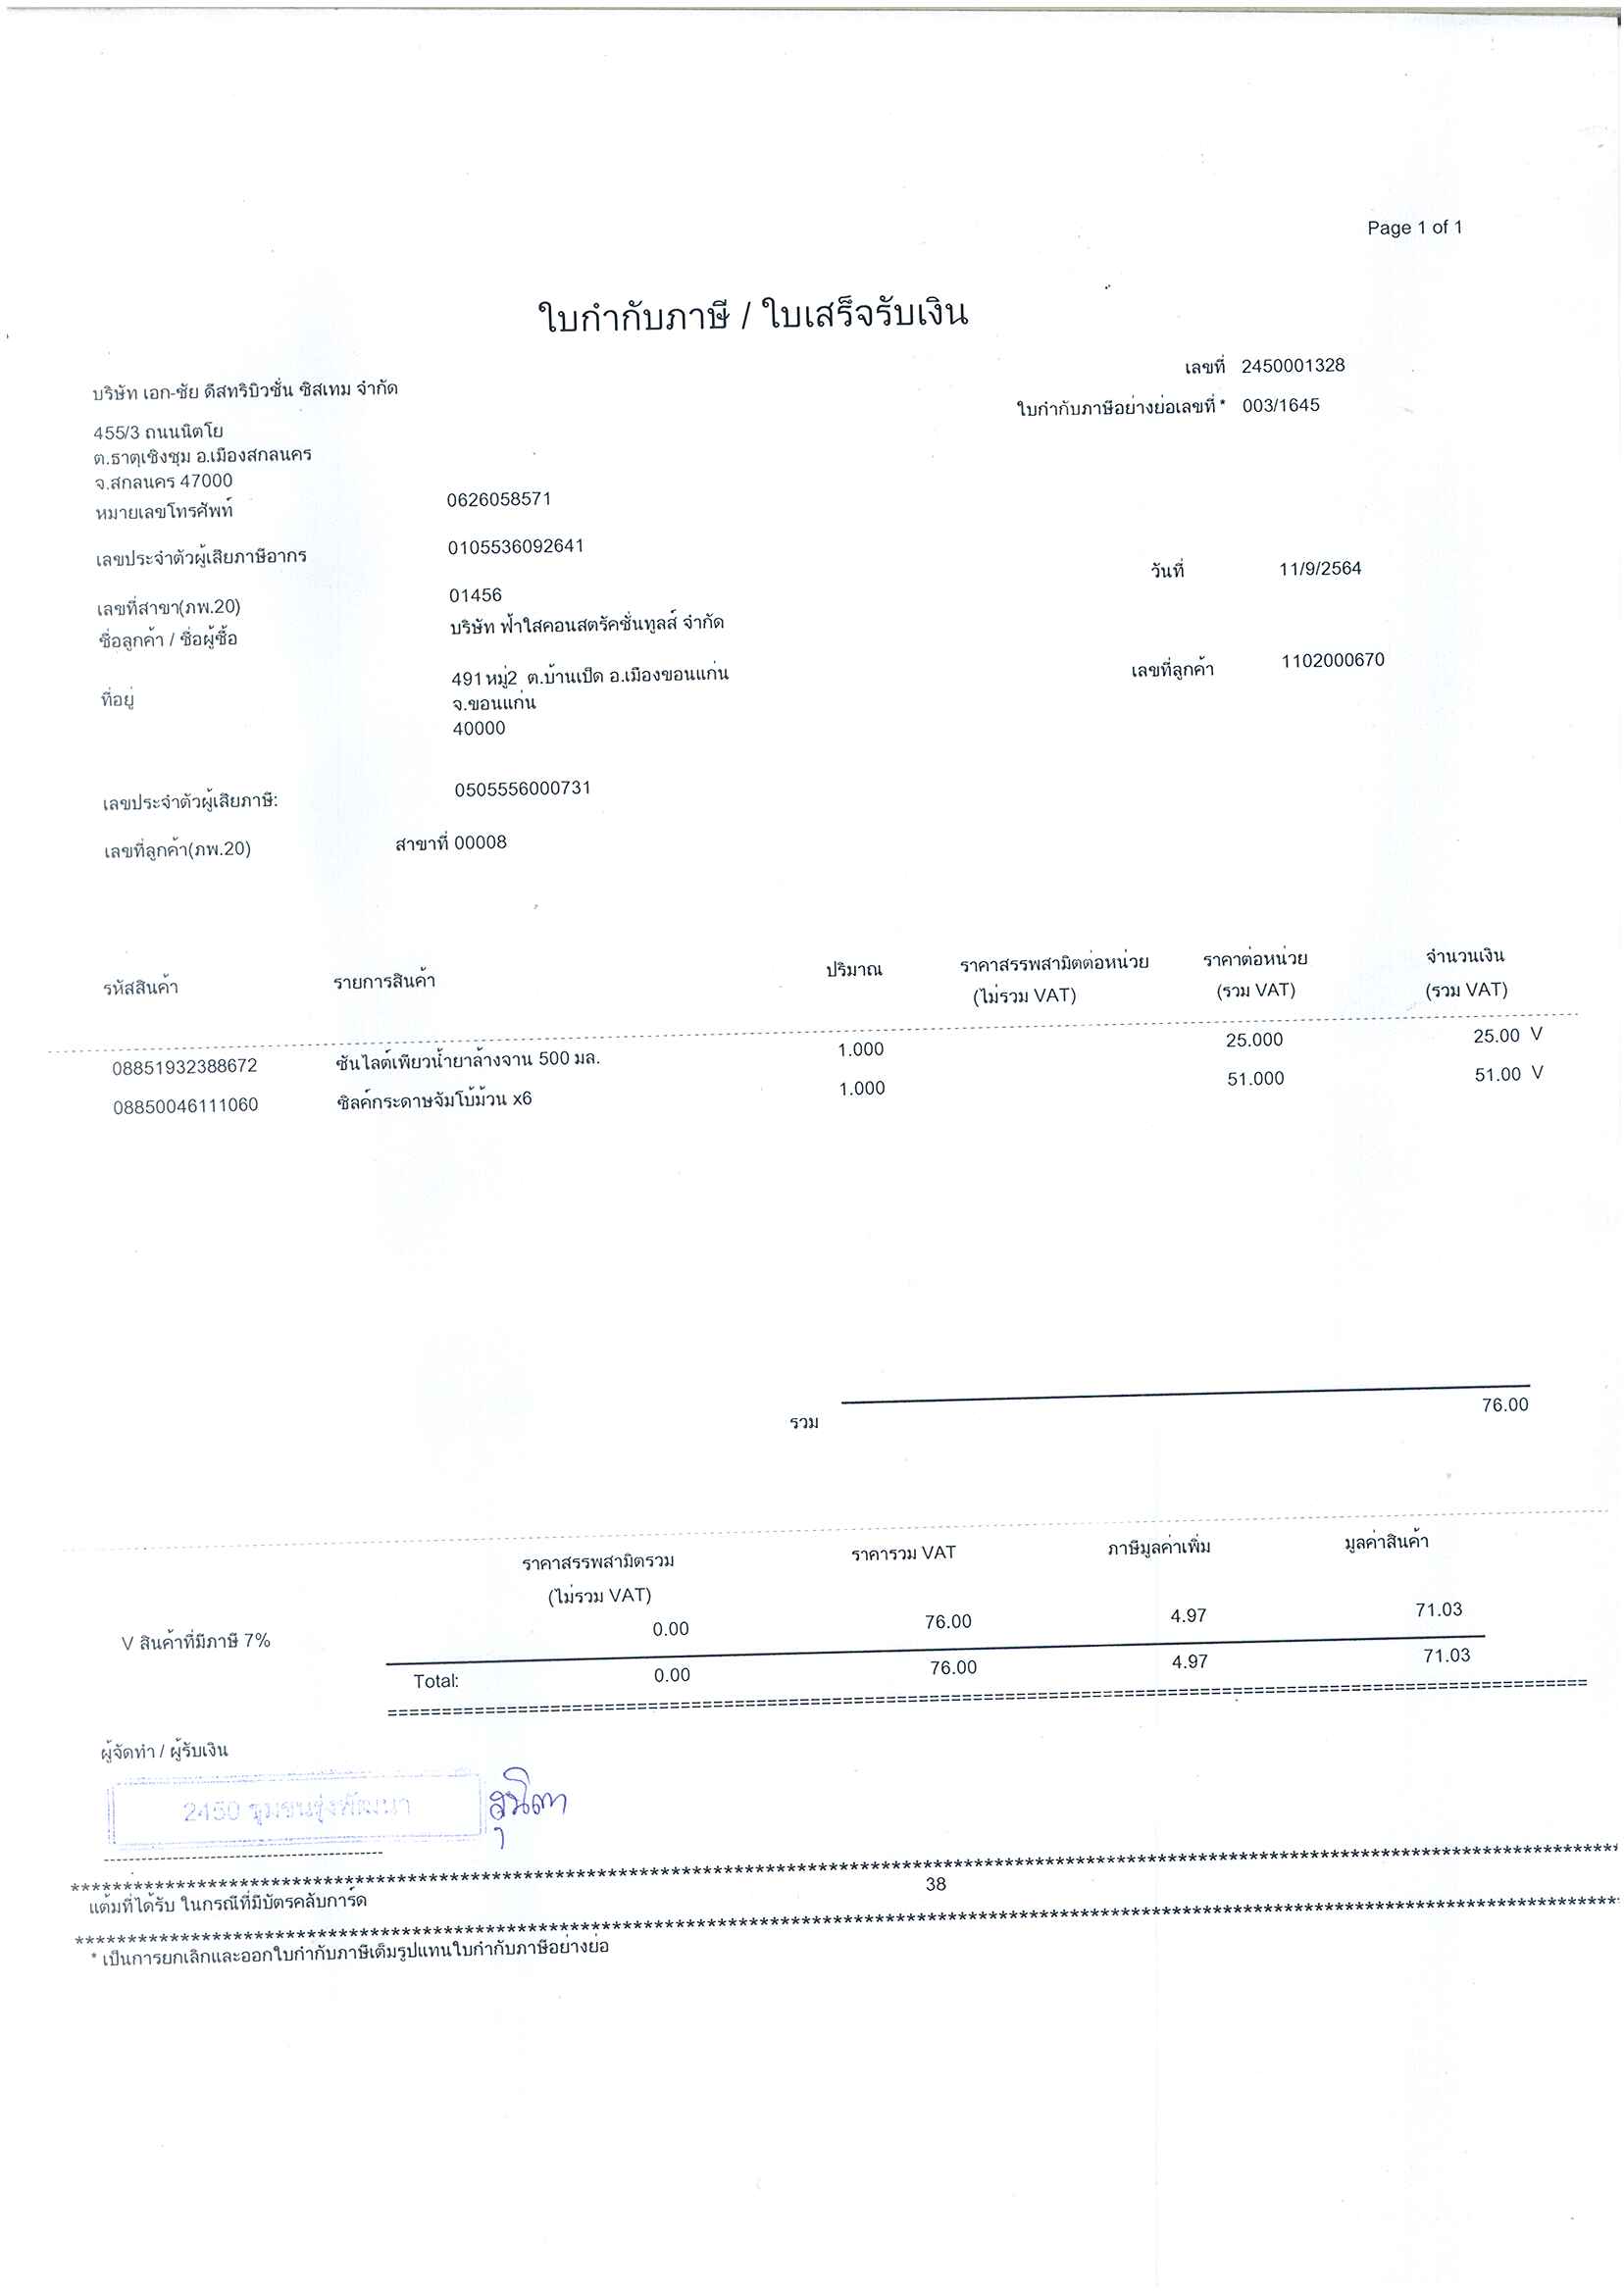 Page 1 of 1
ใบกำกับภาษี / ใบเสร็จรับเงิน
เลขที่ 2450001328
บริษัท เอก-ชัย ดีสทริบิวชั่น ซิสเทม จำกัด
ใบกำกับภาษีอย่างย่อเลขที่ * 003/1645
455/3 ถนนนิตโย
ต.ธาตุเชิงชุม อ.เมืองสกลนคร
จ.สกลนคร 47000
หมายเลขโทรศัพท์ 0626058571
เลขประจำตัวผู้เสียภาษีอากร 0105536092641
วันที่ 11/9/2564
เลขที่สาขา(ภพ.20) 01456
ชื่อลูกค้า / ชื่อผู้ซื้อ บริษัท ฟ้าใสคอนสตรัคชั่นทูลส์ จำกัด
ที่อยู่ 491หมู่2 ต.บ้านเป็ด อ.เมืองขอนแก่น
เลขที่ลูกค้า 1102000670
จ.ขอนแก่น
40000
เลขประจำตัวผู้เสียภาษี: 0505556000731
เลขที่ลูกค้า(ภพ.20) สาขาที่ 00008
รหัสสินค้า รายการสินค้า ปริมาณ ราคาสรรพสามิตต่อหน่วย ราคาต่อหน่วย จำนวนเงิน
(ไม่รวม VAT) (รวม VAT) (รวม VAT)
08851932388672 ซันไลต์เพียวน้ำยาล้างจาน 500 มล. 1.000 25.000 25.00 V
08850046111060 ซิลค์กระดาษจัมโบ้ม้วน x6 1.000 51.000 51.00 V
รวม 76.00
ราคาสรรพสามิตรวม ราคารวม VAT ภาษีมูลค่าเพิ่ม มูลค่าสินค้า
(ไม่รวม VAT)
V สินค้าที่มีภาษี 7% 0.00 76.00 4.97 71.03
Total: 0.00 76.00 4.97 71.03
ผู้จัดทำ / ผู้รับเงิน
2450 ชุมชนรุ่งพัฒนา
สุนิตา
แต้มที่ได้รับ ในกรณีที่มีบัตรคลับการ์ด 38
* เป็นการยกเลิกและออกใบกำกับภาษีเต็มรูปแทนใบกำกับภาษีอย่างย่อ